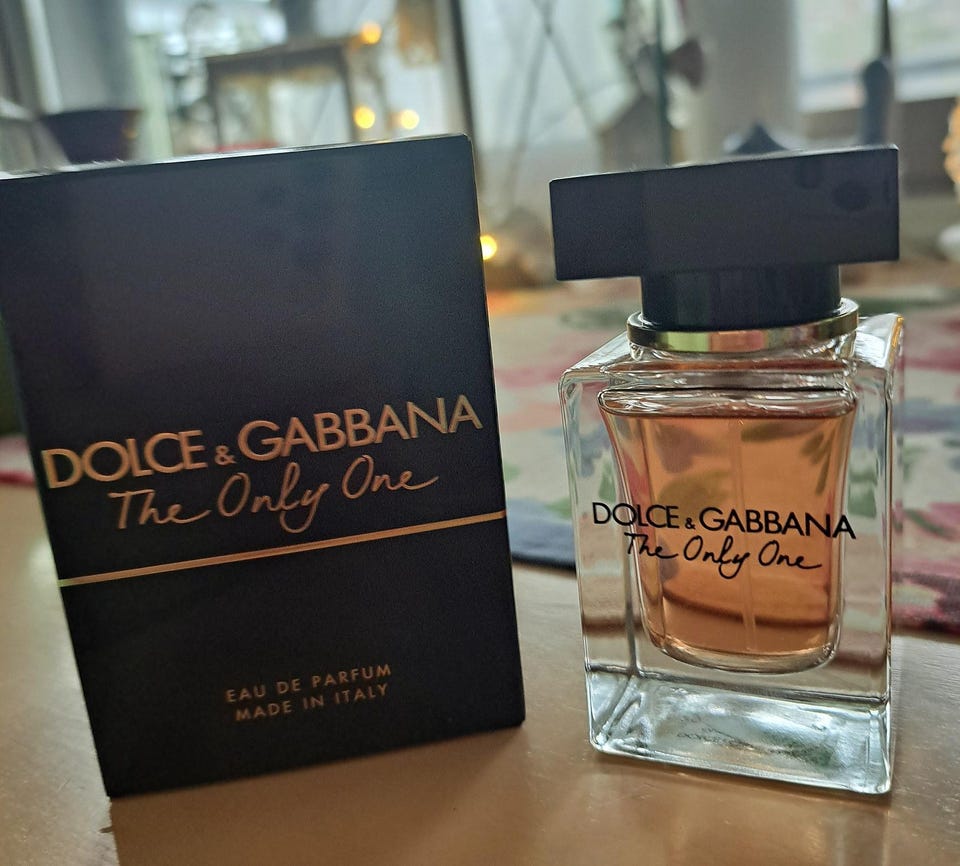 DOLCE & GABBANA
The Only One
EAU DE PARFUM
MADE IN ITALY
DOLCE & GABBANA
The Only One